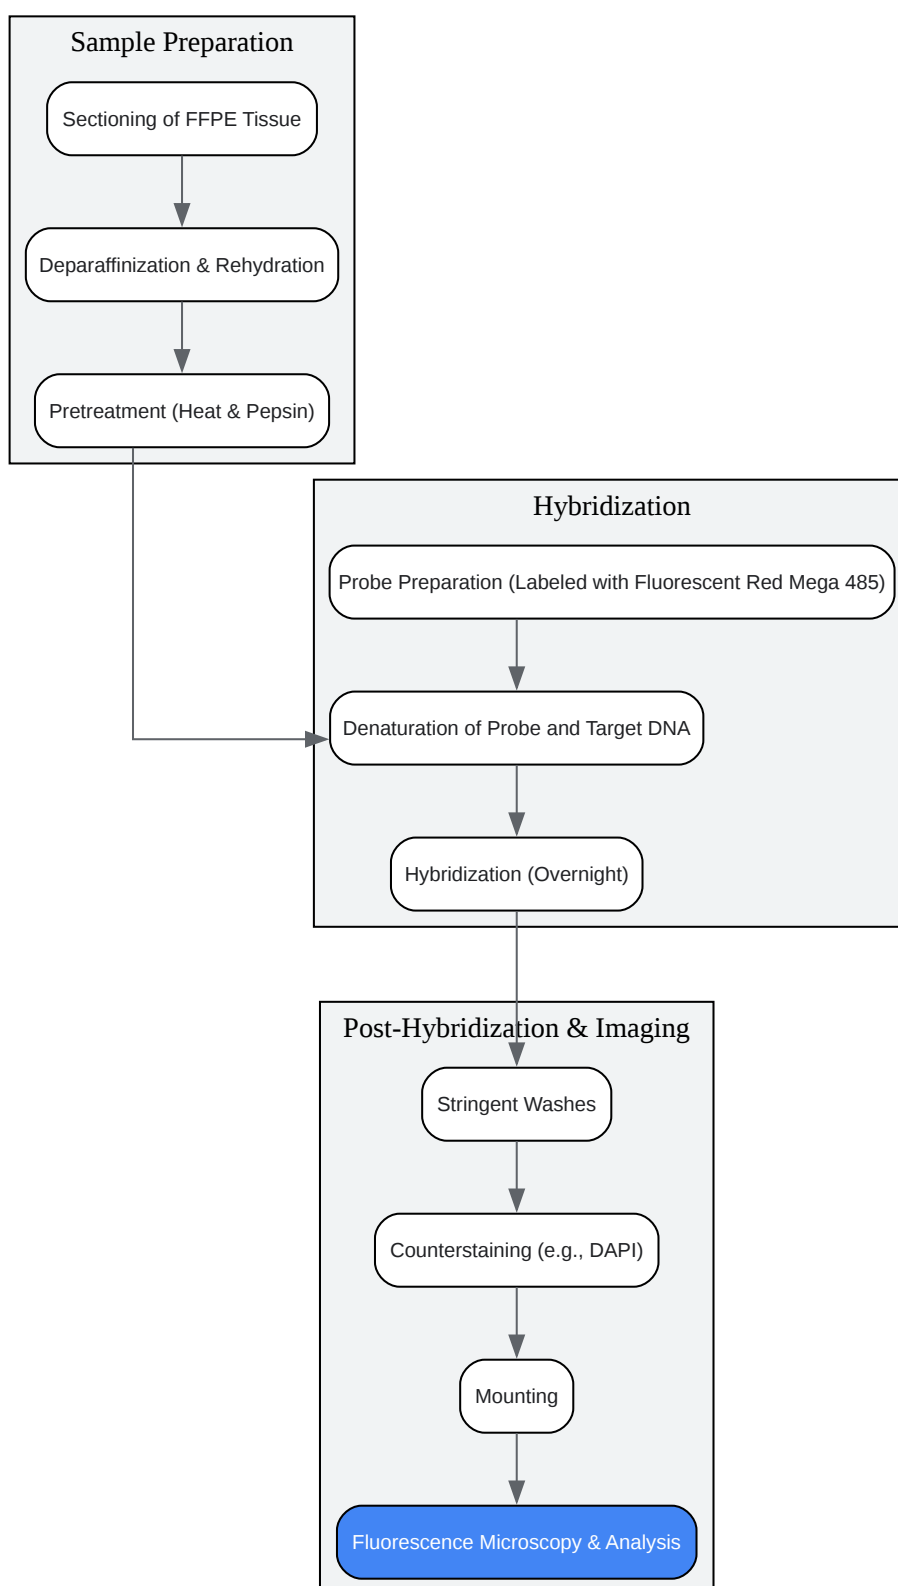 Sample Preparation
Sectioning of FFPE Tissue
Deparaffinization & Rehydration
Pretreatment (Heat & Pepsin)
Hybridization
Probe Preparation (Labeled with Fluorescent Red Mega 485)
Denaturation of Probe and Target DNA
Hybridization (Overnight)
Post-Hybridization & Imaging
Stringent Washes
Counterstaining (e.g., DAPI)
Mounting
Fluorescence Microscopy & Analysis